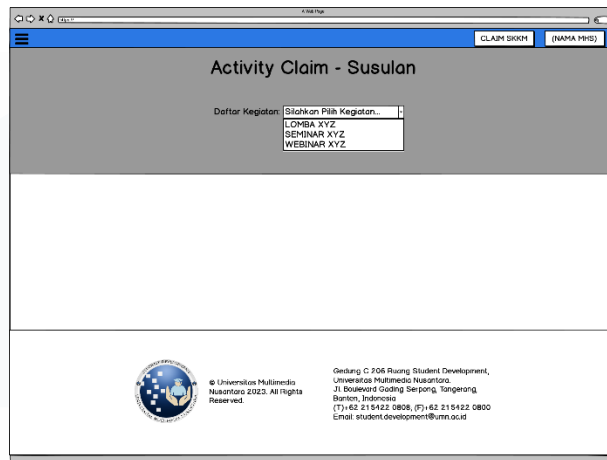 A Web Page
https://
CLAIM SKKM
(NAMA MHS)
Activity Claim - Susulan
Daftar Kegiatan: Silahkan Pilih Kegiatan...
LOMBA XYZ
SEMINAR XYZ
WEBINAR XYZ
© Universitas Multimedia
Nusantara 2023. All Rights
Reserved.
Gedung C 206 Ruang Student Development,
Universitas Multimedia Nusantara.
Jl. Boulevard Gading Serpong, Tangerang,
Banten, Indonesia
(T)+62 215422 0808, (F)+62 215422 0800
Email: student.development@umn.ac.id